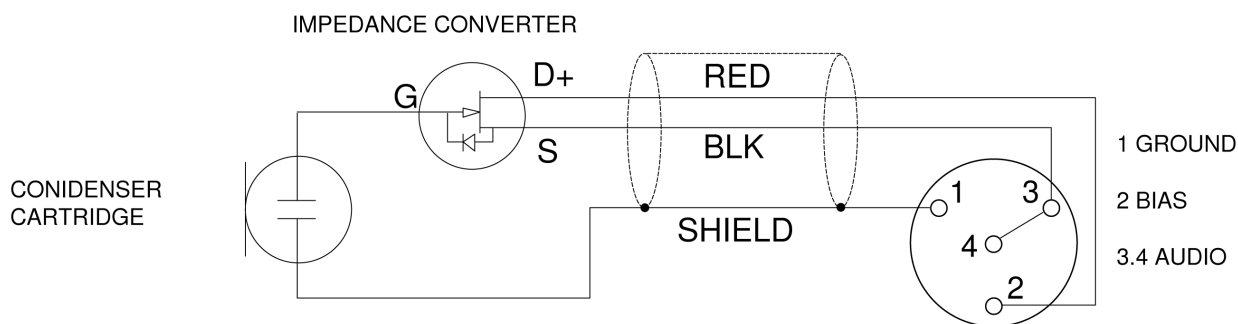 IMPEDANCE CONVERTER
G
D+
S
RED
BLK
SHIELD
CONIDENSER
CARTRIDGE
1
3
4
2
1 GROUND
2 BIAS
3.4 AUDIO